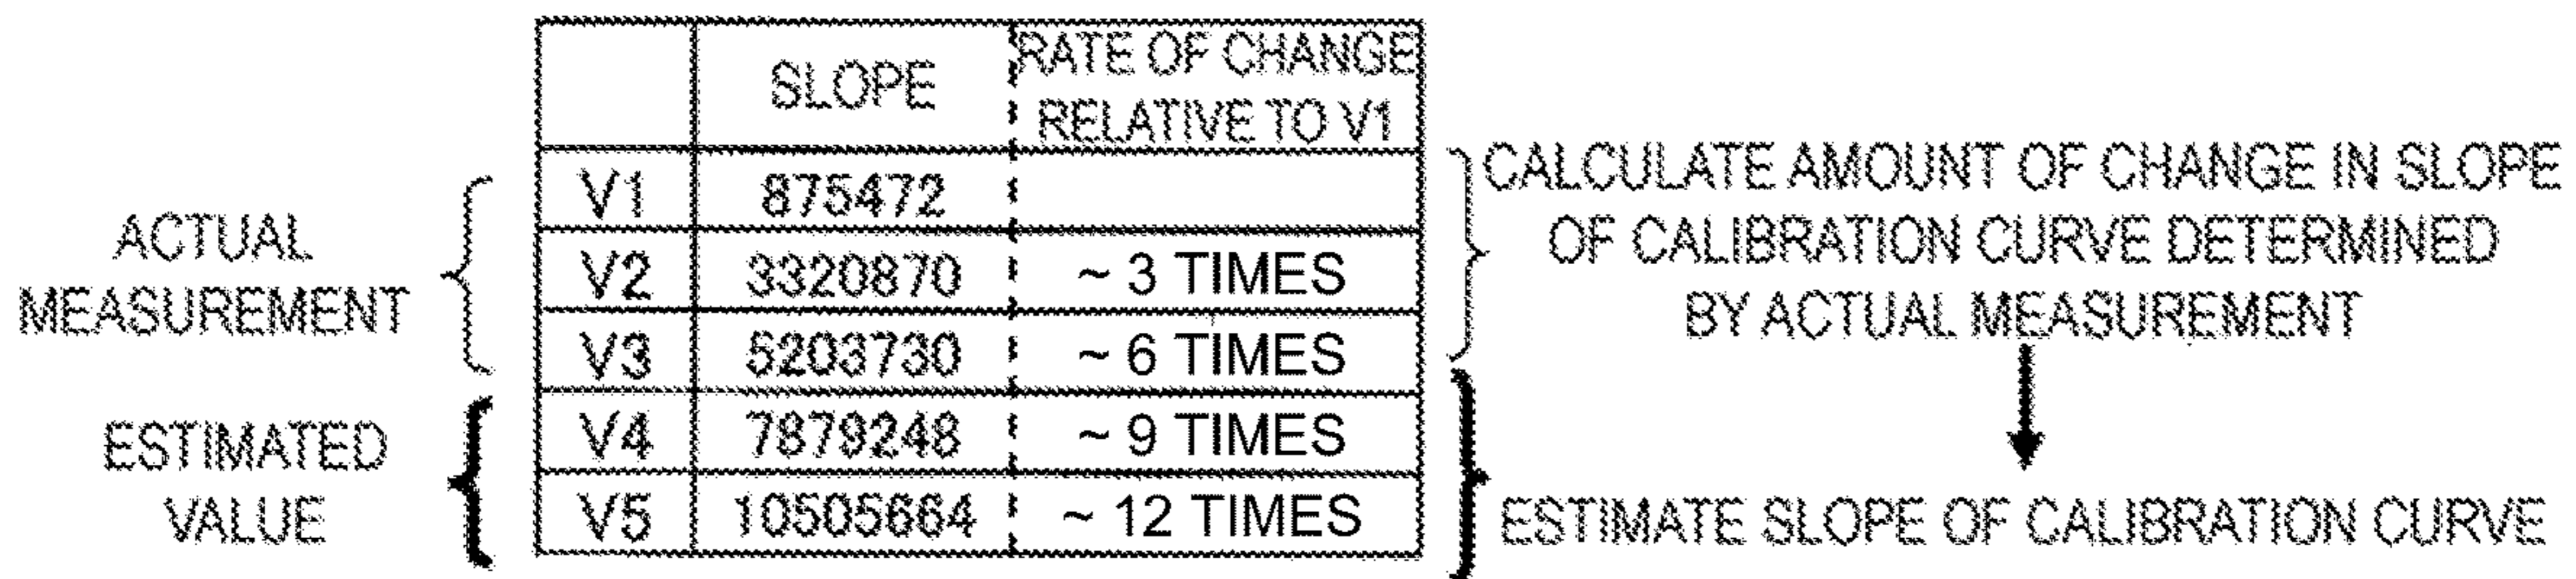 SLOPE
RATE OF CHANGE
RELATIVE TO V1
V1 875472
V2 3320870 ~ 3 TIMES
V3 5203730 ~ 6 TIMES
V4 7879248 ~ 9 TIMES
V5 10505664 ~ 12 TIMES
ACTUAL
MEASUREMENT
ESTIMATED
VALUE
CALCULATE AMOUNT OF CHANGE IN SLOPE
OF CALIBRATION CURVE DETERMINED
BY ACTUAL MEASUREMENT
ESTIMATE SLOPE OF CALIBRATION CURVE